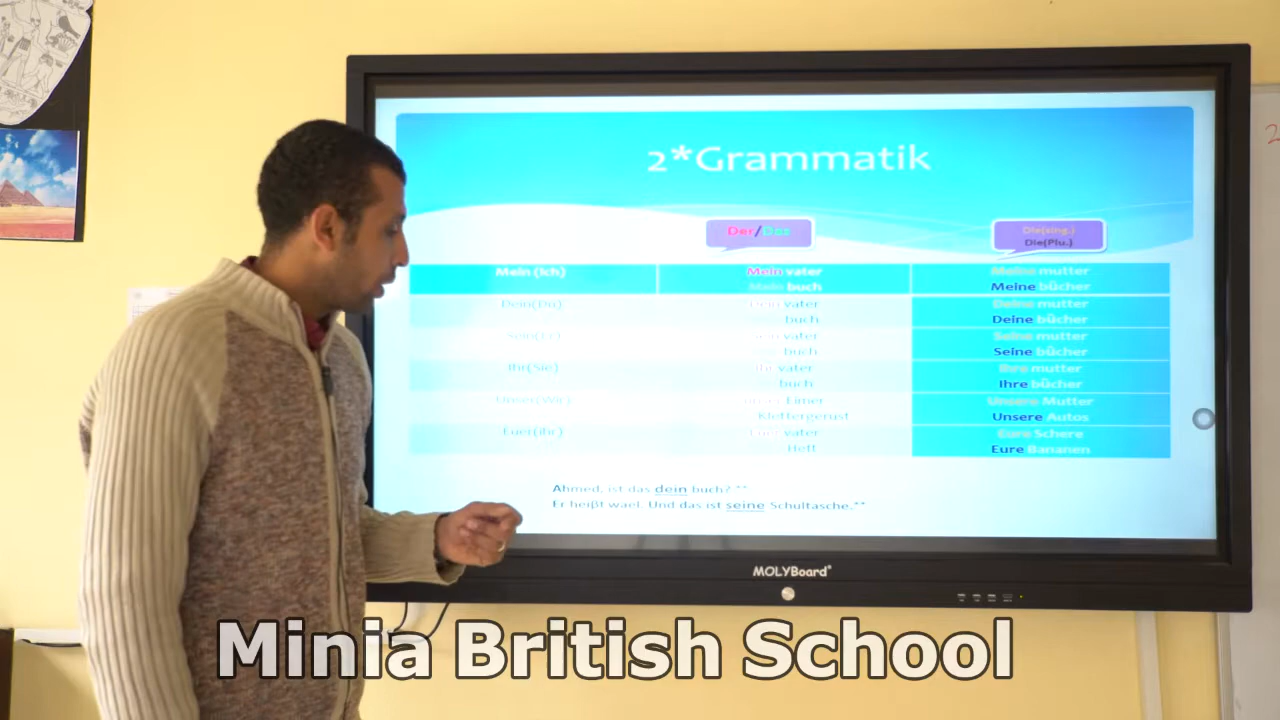 2*Grammatik
Der/Das
Die(sing.)
Die(Plu.)
Mein (Ich) Mein vater Meine mutter
Mein buch Meine bücher
Dein(Du) Dein vater Deine mutter
buch Deine bücher
Sein(Er) Sein vater Seine mutter
buch Seine bücher
Ihr(Sie) Ihr vater Ihre mutter
buch Ihre bücher
Unser(Wir) Unser Eimer Unsere Mutter
Klettergerüst Unsere Autos
Euer(ihr) Euer vater Eure Schere
Heft Eure Bananen
Ahmed, ist das dein buch? **
Er heißt wael. Und das ist seine Schultasche.**
MOLYBoard
Minia British School